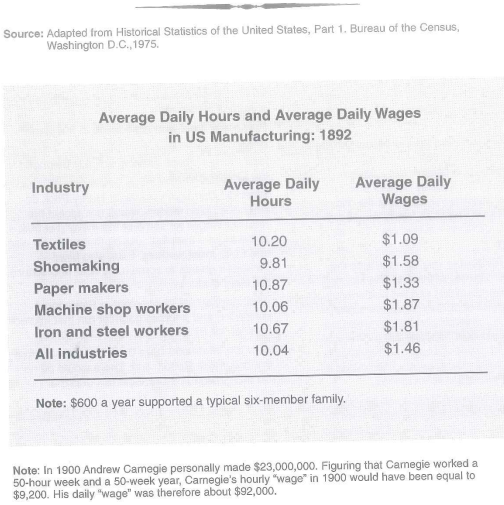 Source: Adapted from Historical Statistics of the United States, Part 1. Bureau of the Census,
Washington D.C.,1975.
Average Daily Hours and Average Daily Wages
in US Manufacturing: 1892
Industry Average Daily Hours Average Daily Wages
Textiles 10.20 $1.09
Shoemaking 9.81 $1.58
Paper makers 10.87 $1.33
Machine shop workers 10.06 $1.87
Iron and steel workers 10.67 $1.81
All industries 10.04 $1.46
Note: $600 a year supported a typical six-member family.
Note: In 1900 Andrew Carnegie personally made $23,000,000. Figuring that Carnegie worked a
50-hour week and a 50-week year, Carnegie's hourly "wage" in 1900 would have been equal to
$9,200. His daily "wage" was therefore about $92,000.